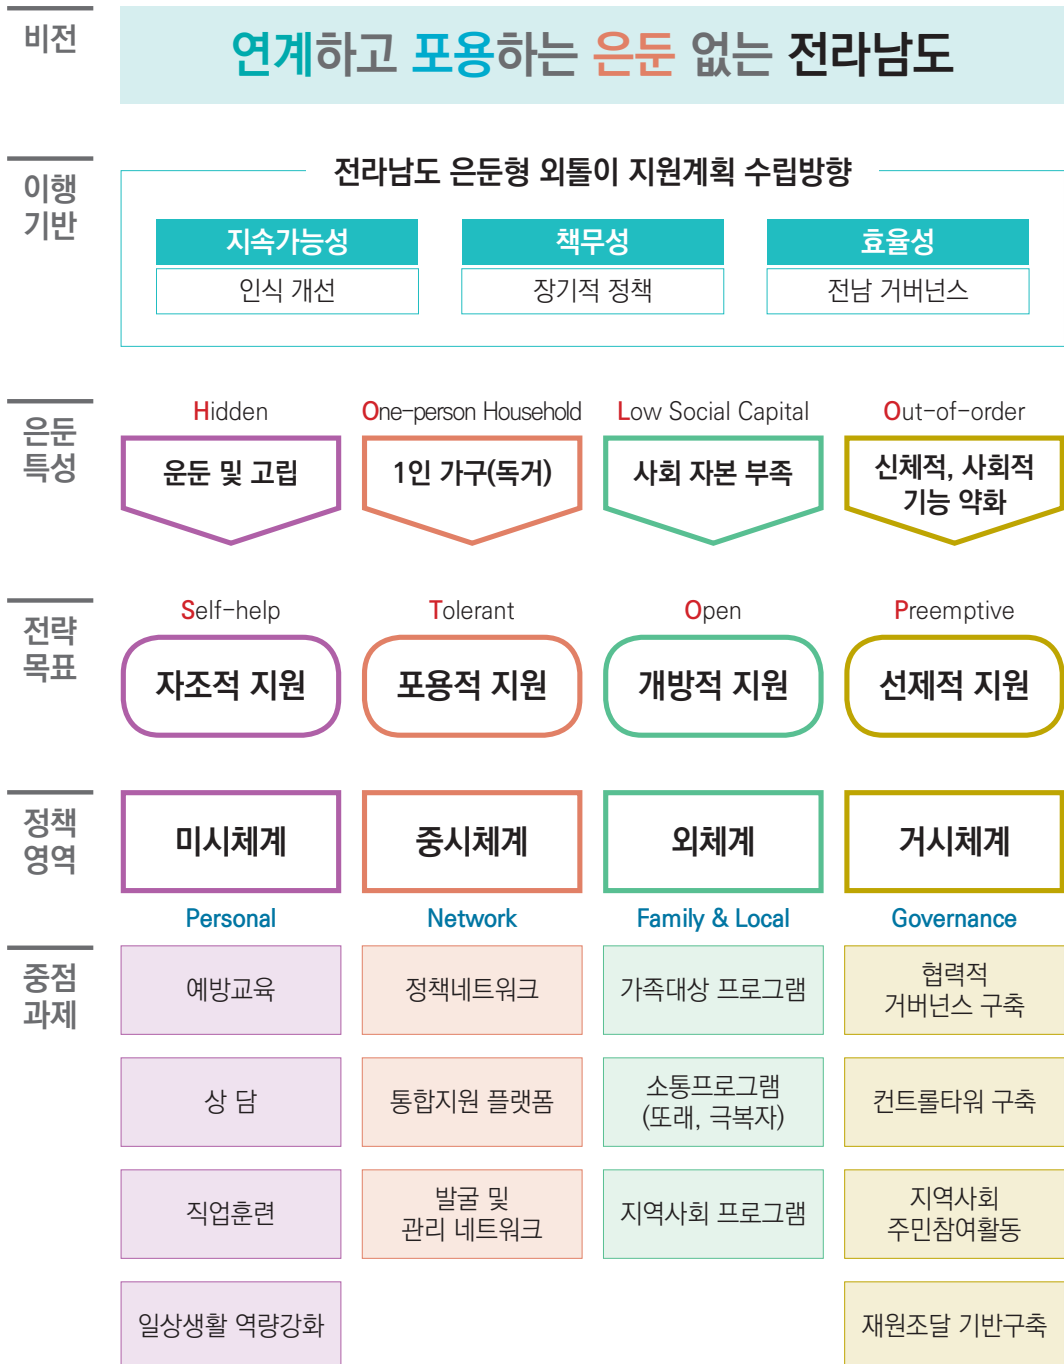 비전
연계하고 포용하는 은둔 없는 전라남도
이행
기반
전라남도 은둔형 외톨이 지원계획 수립방향
지속가능성
책무성
효율성
인식 개선
장기적 정책
전남 거버넌스
은둔
특성
Hidden
One-person Household
Low Social Capital
Out-of-order
운둔 및 고립
1인 가구(독거)
사회 자본 부족
신체적, 사회적
기능 약화
전략
목표
Self-help
Tolerant
Open
Preemptive
자조적 지원
포용적 지원
개방적 지원
선제적 지원
정책
영역
미시체계
중시체계
외체계
거시체계
Personal
Network
Family & Local
Governance
중점
과제
예방교육
정책네트워크
가족대상 프로그램
협력적
거버넌스 구축
상 담
통합지원 플랫폼
소통프로그램
(또래, 극복자)
컨트롤타워 구축
직업훈련
발굴 및
관리 네트워크
지역사회 프로그램
지역사회
주민참여활동
일상생활 역량강화
재원조달 기반구축